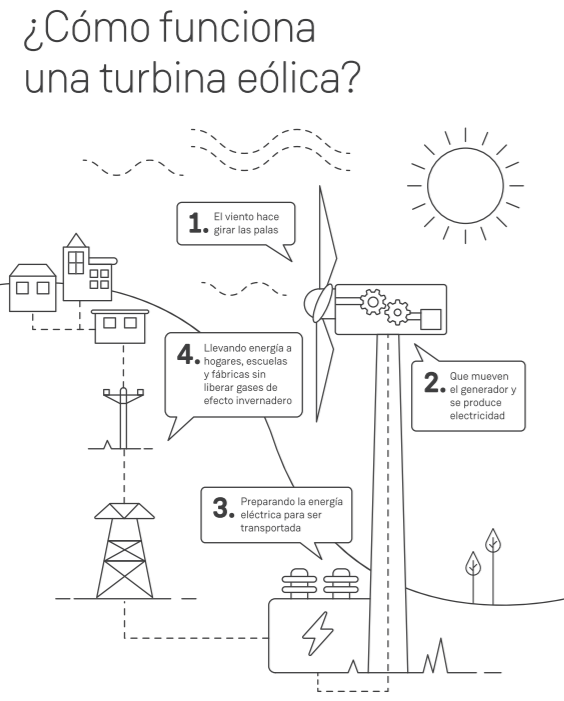 ¿Cómo funciona
una turbina eólica?
1. El viento hace
girar las palas
2. Que mueven
el generador y
se produce
electricidad
3. Preparando la energía
eléctrica para ser
transportada
4. Llevando energía a
hogares, escuelas
y fábricas sin
liberar gases de
efecto invernadero